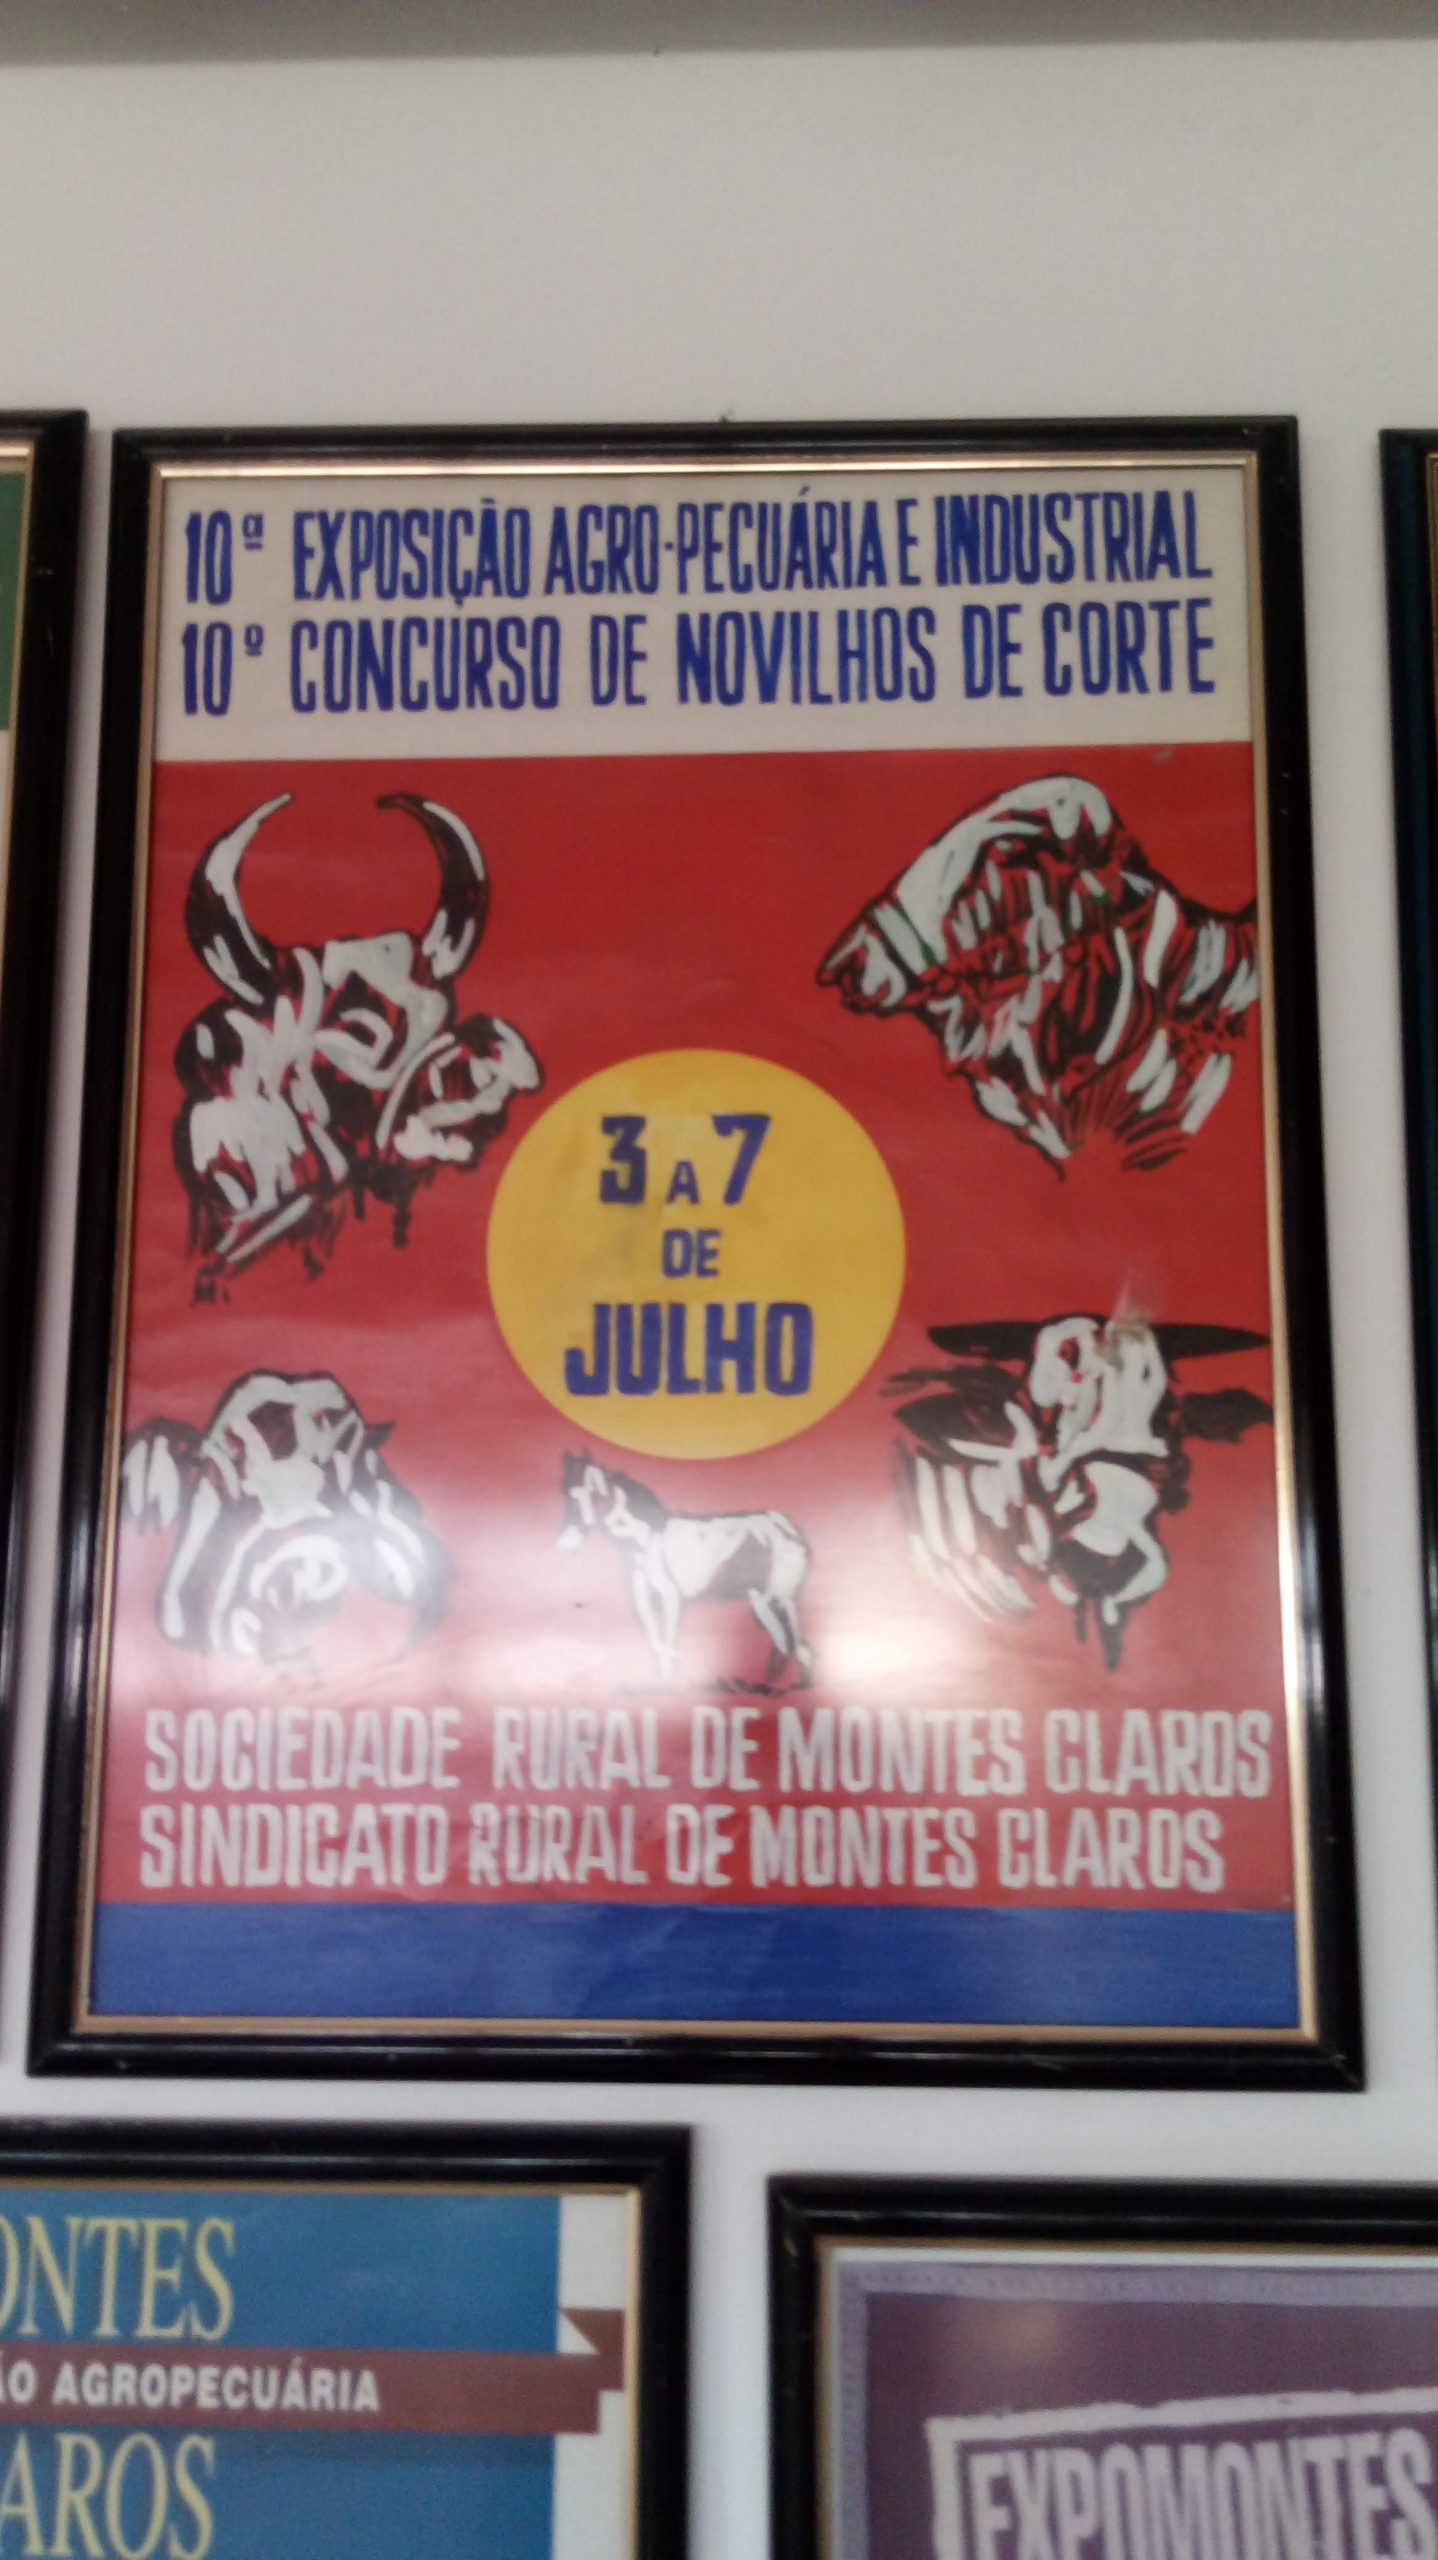 10ª EXPOSIÇÃO AGRO-PECUÁRIA E INDUSTRIAL
10º CONCURSO DE NOVILHOS DE CORTE
3 A 7
DE
JULHO
SOCIEDADE RURAL DE MONTES CLAROS
SINDICATO RURAL DE MONTES CLAROS
ONTES
ÃO AGROPECUÁRIA
AROS
EXPOMONTES